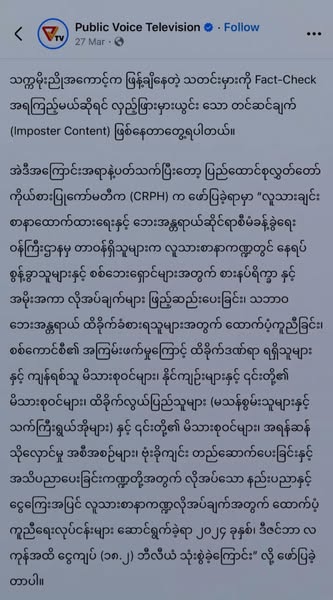 Public Voice Television · Follow
27 Mar ·
TV
သက္ကမိုးညိုအကောင့်က ဖြန့်ချိနေတဲ့ သတင်းမှားကို Fact-Check
အရကြည့်မယ်ဆိုရင် လှည့်ဖြားမှားယွင်း သော တင်ဆင်ချက်
(Imposter Content) ဖြစ်နေတာတွေ့ရပါတယ်။
အဲဒီအကြောင်းအရာနဲ့ပတ်သက်ပြီးတော့ ပြည်ထောင်စုလွှတ်တော်
ကိုယ်စားပြုကော်မတီက (CRPH) က ဖော်ပြခဲ့ရာမှာ “လူသားချင်း
စာနာထောက်ထားရေးနှင့် ဘေးအန္တရာယ်ဆိုင်ရာစီမံခန့်ခွဲရေး
ဝန်ကြီးဌာနမှ တာဝန်ရှိသူများက လူသားစာနာကဏ္ဍတွင် နေရပ်
စွန့်ခွာသူများနှင့် စစ်ဘေးရှောင်များအတွက် စားနပ်ရိက္ခာ နှင့်
အမိုးအကာ လိုအပ်ချက်များ ဖြည့်ဆည်းပေးခြင်း၊ သဘာဝ
ဘေးအန္တရာယ် ထိခိုက်ခံစားရသူများအတွက် ထောက်ပံ့ကူညီခြင်း၊
စစ်ကောင်စီ၏ အကြမ်းဖက်မှုကြောင့် ထိခိုက်ဒဏ်ရာ ရရှိသူများ
နှင့် ကျန်ရစ်သူ မိသားစုဝင်များ၊ နိုင်ကျဉ်းများနှင့် ၎င်းတို့၏
မိသားစုဝင်များ၊ ထိခိုက်လွယ်ပြီသူများ (မသန်စွမ်းသူများနှင့်
သက်ကြီးရွယ်အိုများ) နှင့် ၎င်းတို့၏ မိသားစုဝင်များ၊ အရန်ဆန်
သိုလှောင်မှု အစီအစဉ်များ၊ ဗုံးခိုကျင်း တည်ဆောက်ပေးခြင်းနှင့်
အသိပညာပေးခြင်းကဏ္ဍတို့အတွက် လိုအပ်သော နည်းပညာနှင့်
ငွေကြေးအပြင် လူသားစာနာကဏ္ဍလိုအပ်ချက်အတွက် ထောက်ပံ့
ကူညီရေးလုပ်ငန်းများ ဆောင်ရွက်ခဲ့ရာ ၂၀၂၄ ခုနှစ်၊ ဒီဇင်ဘာ လ
ကုန်အထိ ငွေကျပ် (၁၈.၂) ဘီလီယံ သုံးစွဲခဲ့ကြောင်း” လို့ ဖော်ပြခဲ့
တာပါ။